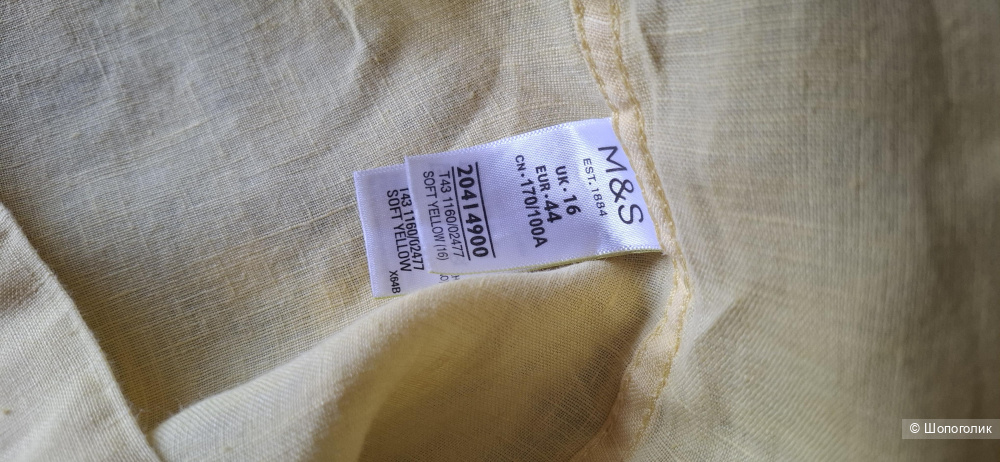 M&S
EST. 1884
UK • 16
EUR • 44
CN • 170/100A
20414900
T43 1160/02477
SOFT YELLOW (16)
T43 1160/02477
SOFT YELLOW
X64B
© Шопоголик